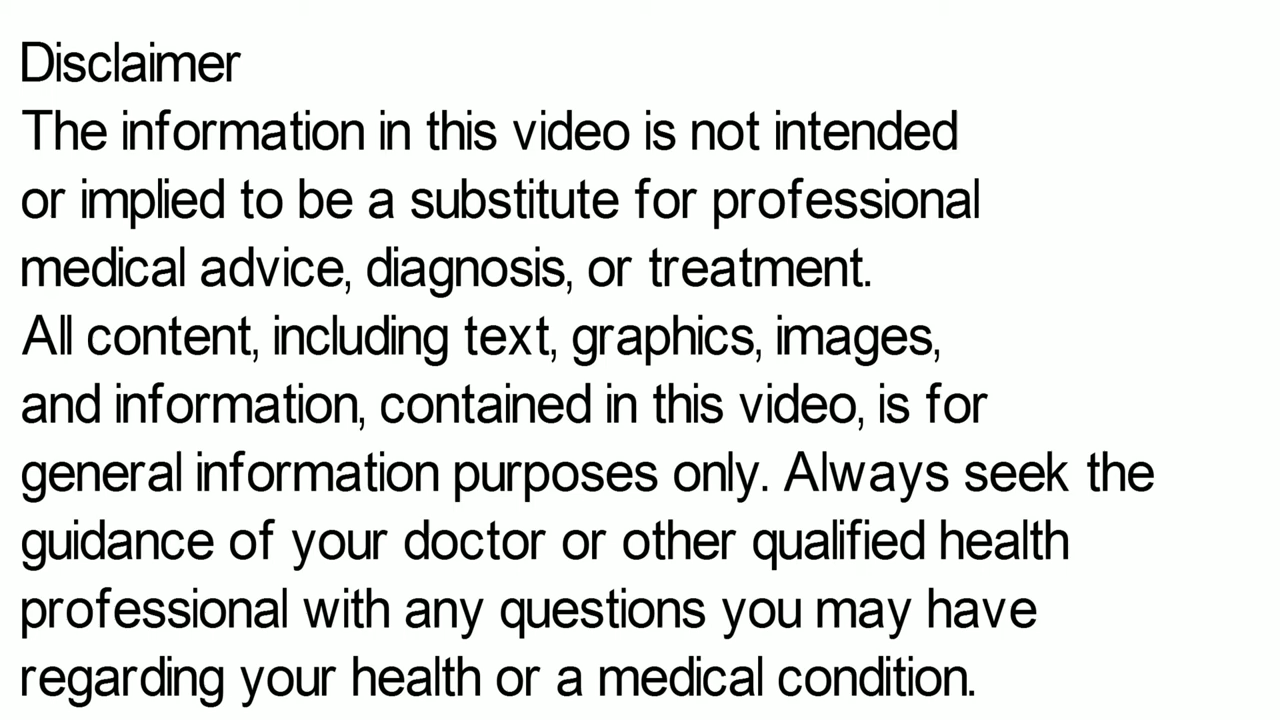 Disclaimer
The information in this video is not intended
or implied to be a substitute for professional
medical advice, diagnosis, or treatment.
All content, including text, graphics, images,
and information, contained in this video, is for
general information purposes only. Always seek the
guidance of your doctor or other qualified health
professional with any questions you may have
regarding your health or a medical condition.